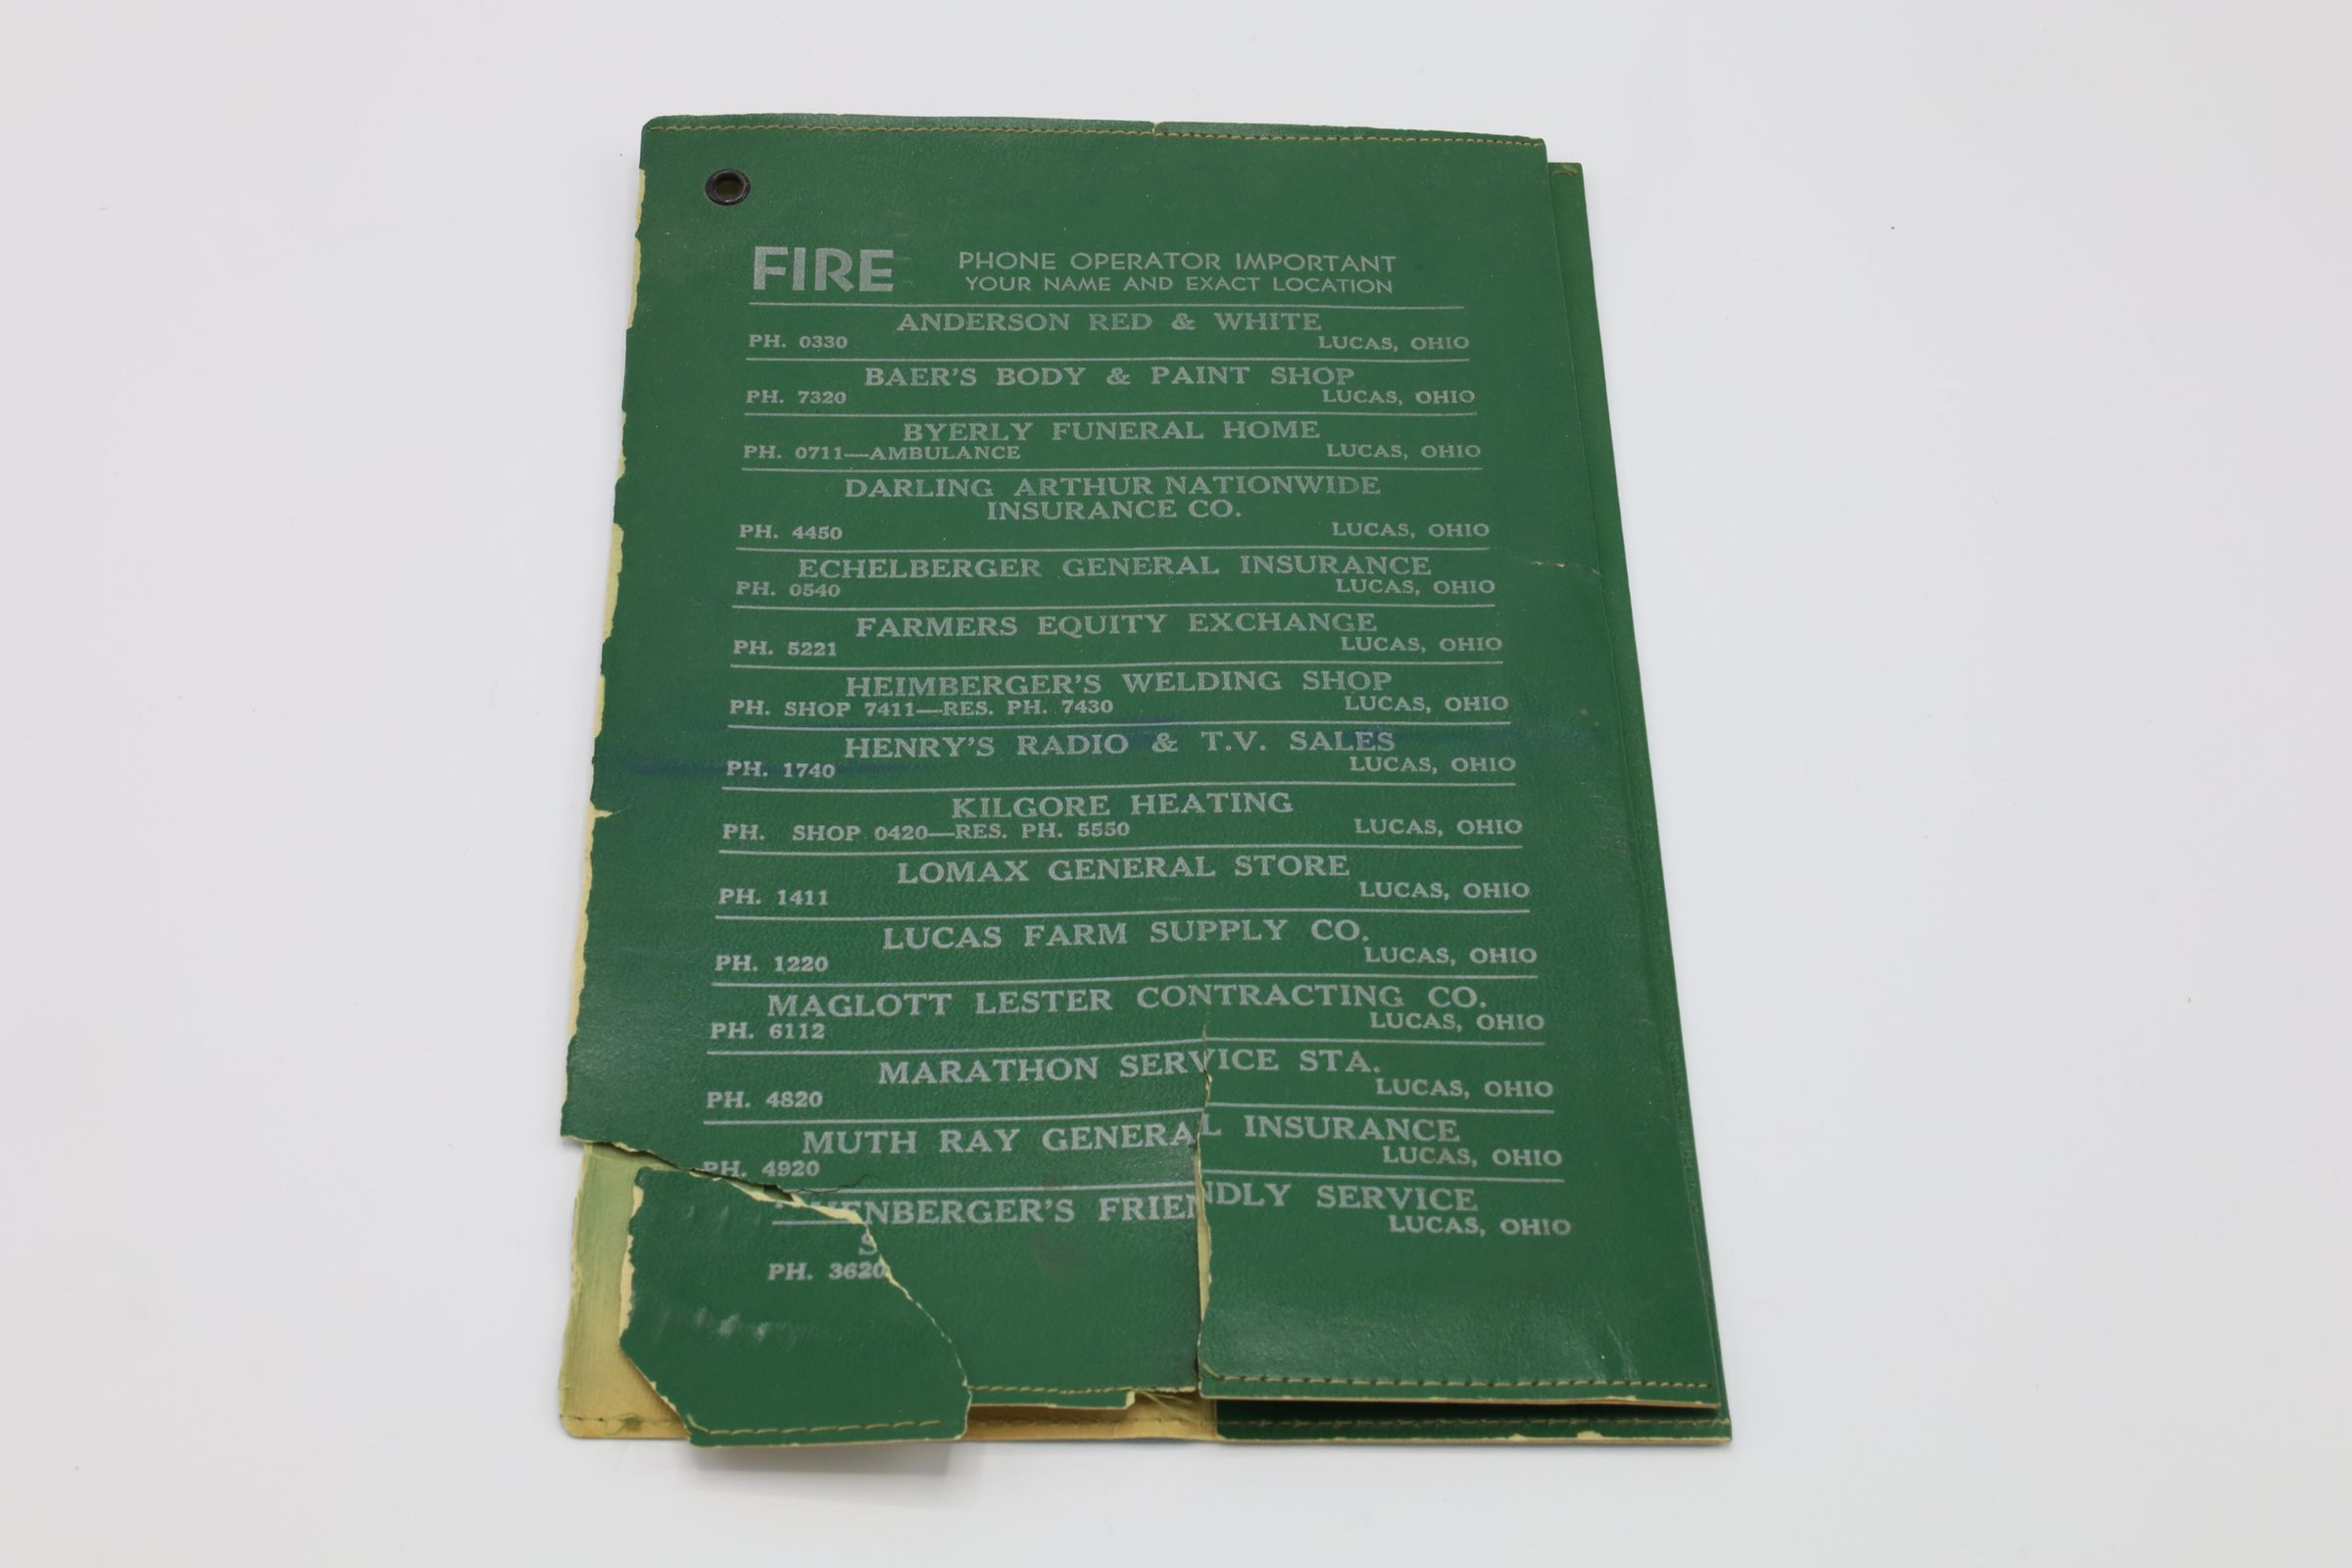 FIRE PHONE OPERATOR IMPORTANT
YOUR NAME AND EXACT LOCATION
ANDERSON RED & WHITE
PH. 0330 LUCAS, OHIO
BAER'S BODY & PAINT SHOP
PH. 7320 LUCAS, OHIO
BYERLY FUNERAL HOME
PH. 0711—AMBULANCE LUCAS, OHIO
DARLING ARTHUR NATIONWIDE
INSURANCE CO.
PH. 4450 LUCAS, OHIO
ECHELBERGER GENERAL INSURANCE
PH. 0540 LUCAS, OHIO
FARMERS EQUITY EXCHANGE
PH. 5221 LUCAS, OHIO
HEIMBERGER'S WELDING SHOP
PH. SHOP 7411—RES. PH. 7430 LUCAS, OHIO
HENRY'S RADIO & T.V. SALES
PH. 1740 LUCAS, OHIO
KILGORE HEATING
PH. SHOP 0420—RES. PH. 5550 LUCAS, OHIO
LOMAX GENERAL STORE
PH. 1411 LUCAS, OHIO
LUCAS FARM SUPPLY CO.
PH. 1220 LUCAS, OHIO
MAGLOTT LESTER CONTRACTING CO.
PH. 6112 LUCAS, OHIO
MARATHON SERVICE STA.
PH. 4820 LUCAS, OHIO
MUTH RAY GENERAL INSURANCE
PH. 4920 LUCAS, OHIO
FRIENDLY SERVICE
LUCAS, OHIO
PH. 3620